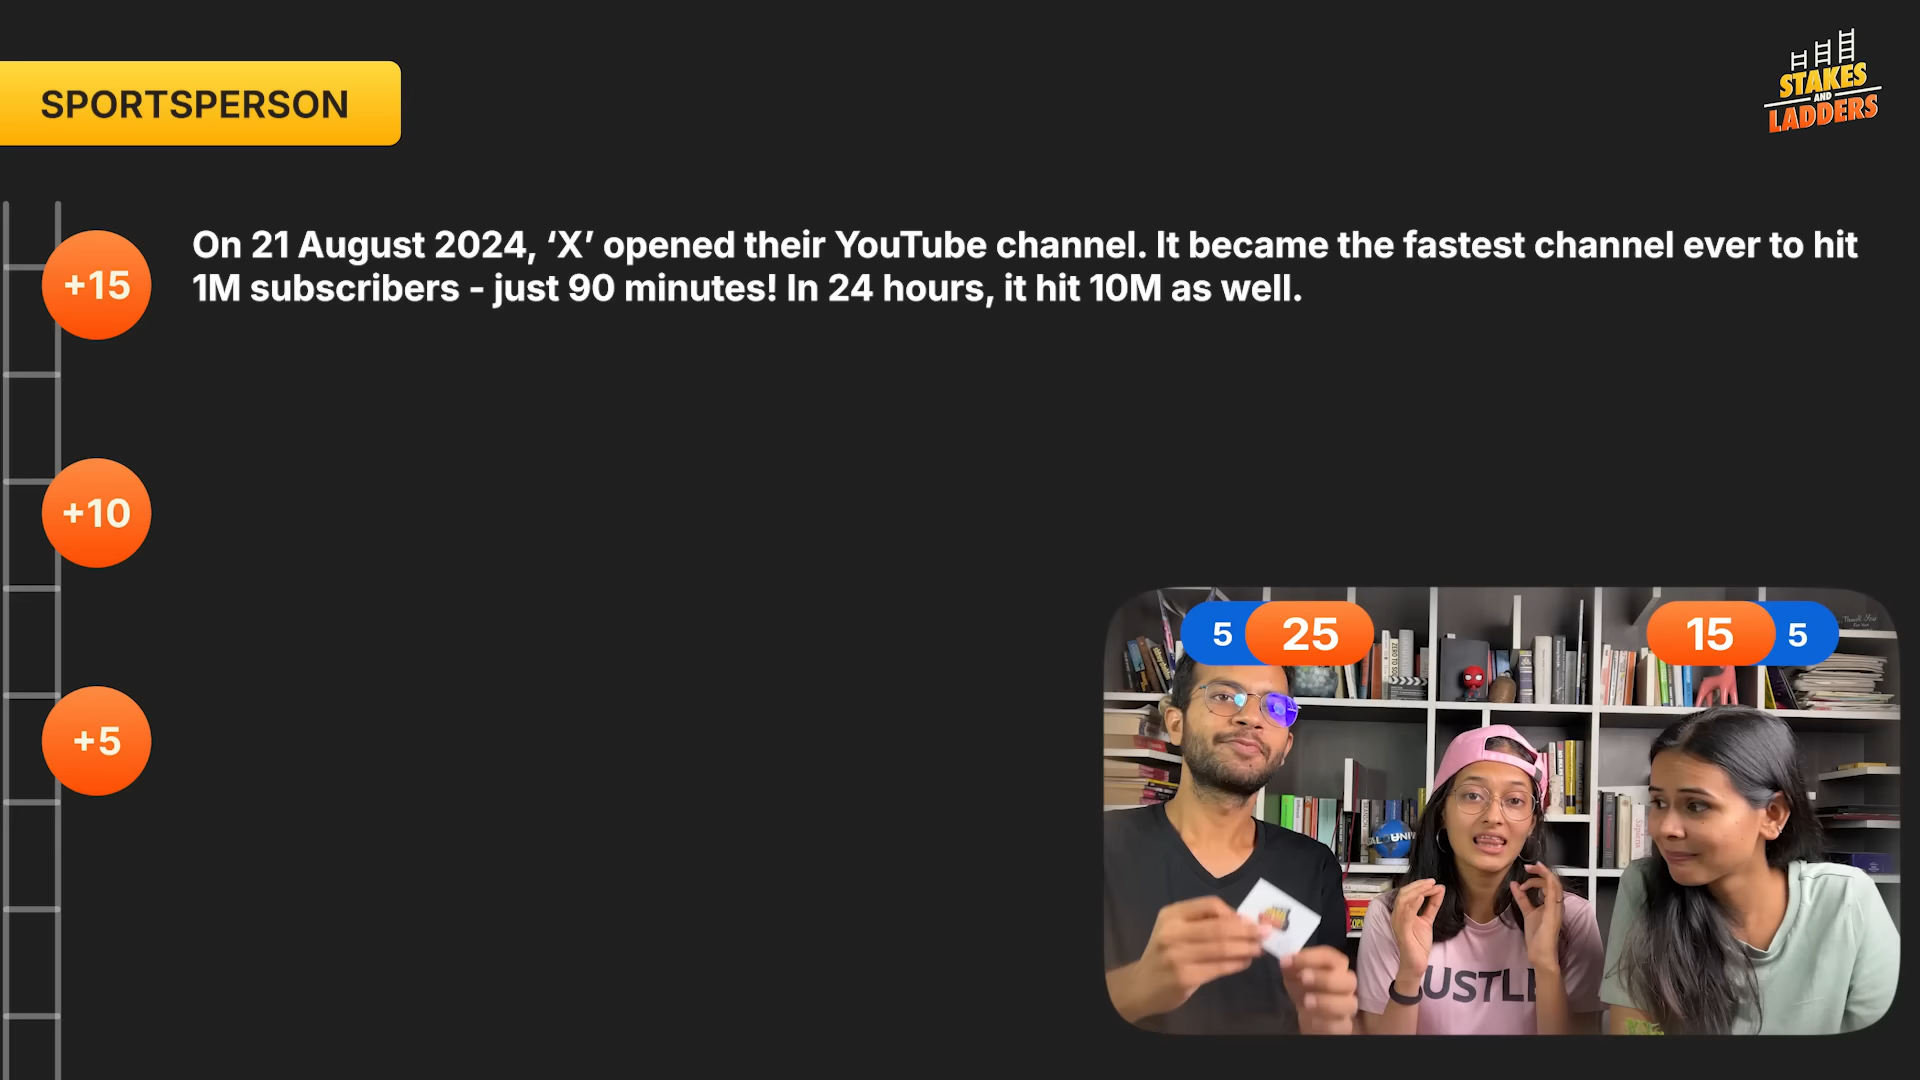 SPORTSPERSON
STAKES
AND
LADDERS
+15
On 21 August 2024, ‘X’ opened their YouTube channel. It became the fastest channel ever to hit
1M subscribers - just 90 minutes! In 24 hours, it hit 10M as well.
+10
+5
5 25
15 5